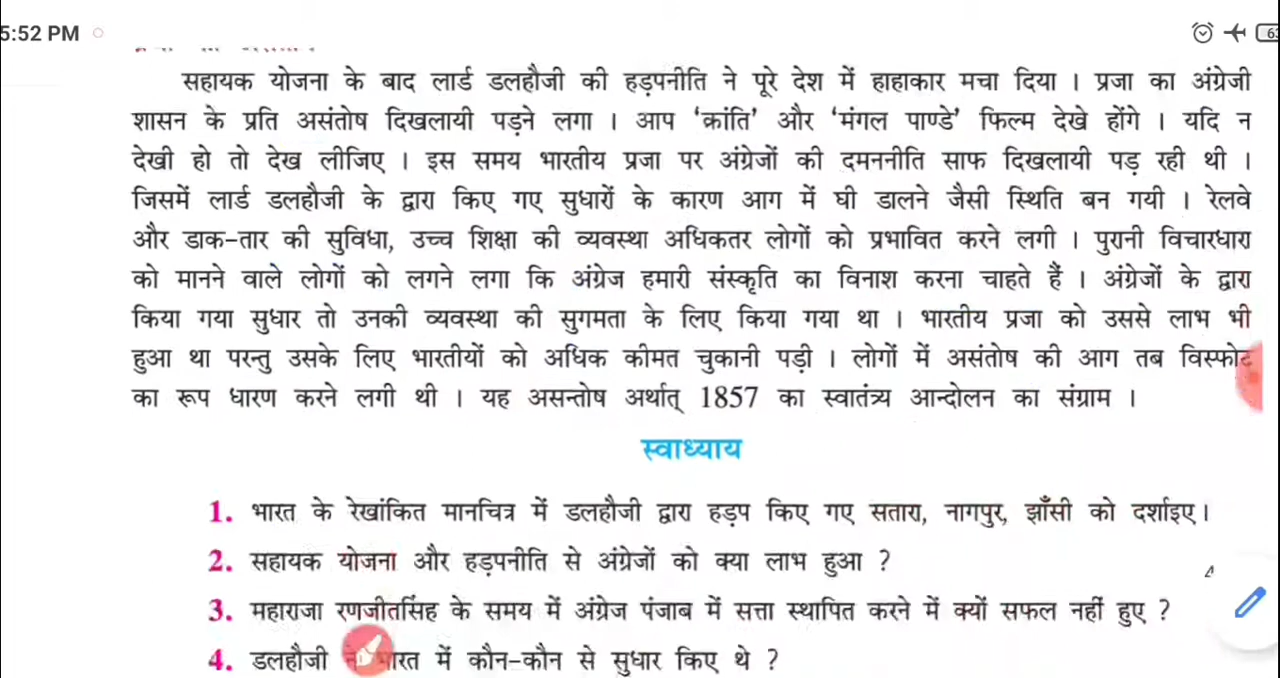 5:52 PM
63
सहायक योजना के बाद लार्ड डलहौजी की हड़पनीति ने पूरे देश में हाहाकार मचा दिया । प्रजा का अंग्रेजी
शासन के प्रति असंतोष दिखलायी पड़ने लगा । आप ‘क्रांति’ और ‘मंगल पाण्डे’ फिल्म देखे होंगे । यदि न
देखी हो तो देख लीजिए । इस समय भारतीय प्रजा पर अंग्रेजों की दमननीति साफ दिखलायी पड़ रही थी ।
जिसमें लार्ड डलहौजी के द्वारा किए गए सुधारों के कारण आग में घी डालने जैसी स्थिति बन गयी । रेलवे
और डाक-तार की सुविधा, उच्च शिक्षा की व्यवस्था अधिकतर लोगों को प्रभावित करने लगी । पुरानी विचारधारा
को मानने वाले लोगों को लगने लगा कि अंग्रेज हमारी संस्कृति का विनाश करना चाहते हैं । अंग्रेजों के द्वारा
किया गया सुधार तो उनकी व्यवस्था की सुगमता के लिए किया गया था । भारतीय प्रजा को उससे लाभ भी
हुआ था परन्तु उसके लिए भारतीयों को अधिक कीमत चुकानी पड़ी । लोगों में असंतोष की आग तब विस्फोट
का रूप धारण करने लगी थी । यह असन्तोष अर्थात् 1857 का स्वातंत्र्य आन्दोलन का संग्राम ।
स्वाध्याय
1. भारत के रेखांकित मानचित्र में डलहौजी द्वारा हड़प किए गए सतारा, नागपुर, झाँसी को दर्शाइए।
2. सहायक योजना और हड़पनीति से अंग्रेजों को क्या लाभ हुआ ?
3. महाराजा रणजीतसिंह के समय में अंग्रेज पंजाब में सत्ता स्थापित करने में क्यों सफल नहीं हुए ?
4. डलहौजी ने भारत में कौन-कौन से सुधार किए थे ?